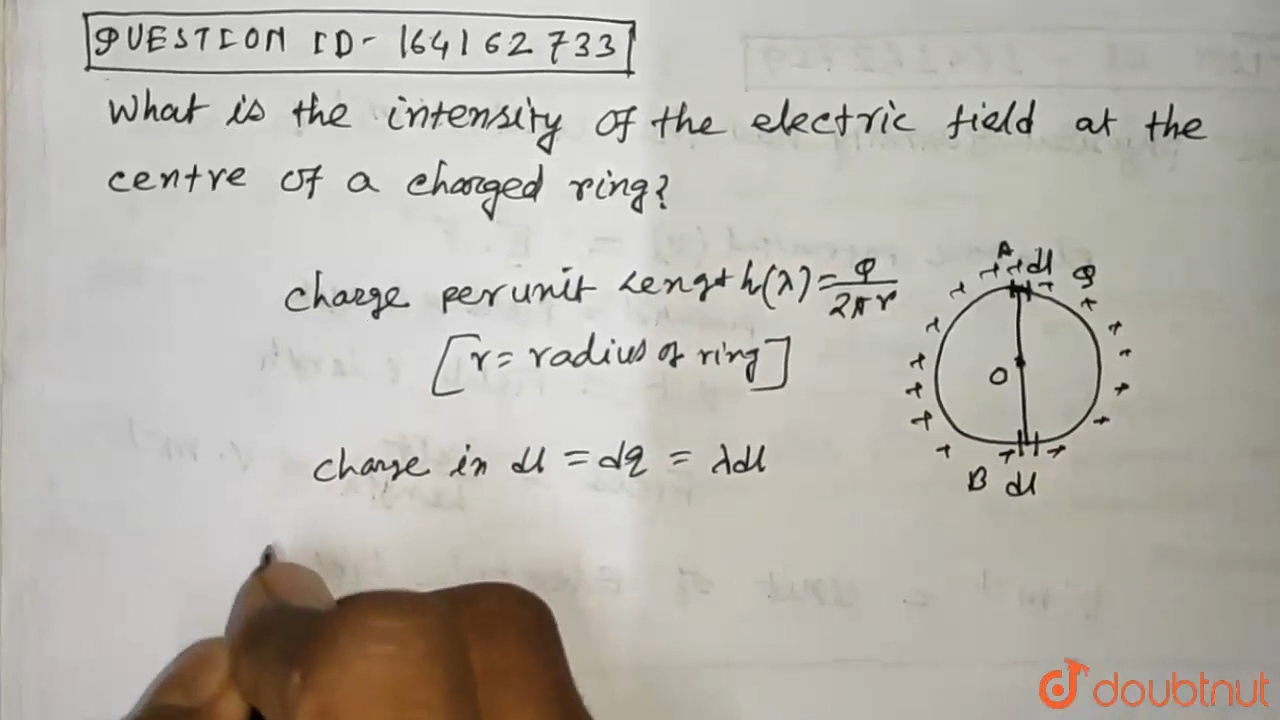 QUESTION ID- 164162733
What is the intensity of the electric field at the
centre of a charged ring?
charge per unit Length(λ)=Q/2πr
[r= radius of ring]
charge in dl = dq = λdl
A dl Q
O
B dl
doubtnut